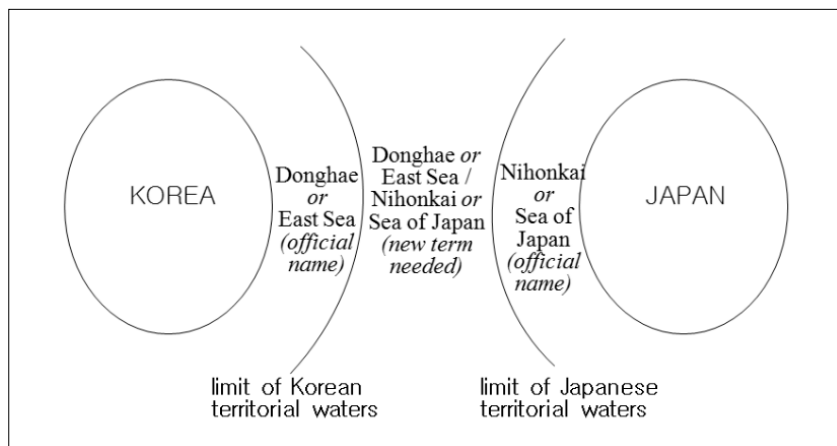 KOREA
Donghae
or
East Sea
(official
name)
Donghae or
East Sea /
Nihonkai or
Sea of Japan
(new term
needed)
Nihonkai
or
Sea of
Japan
(official
name)
JAPAN
limit of Korean
territorial waters
limit of Japanese
territorial waters